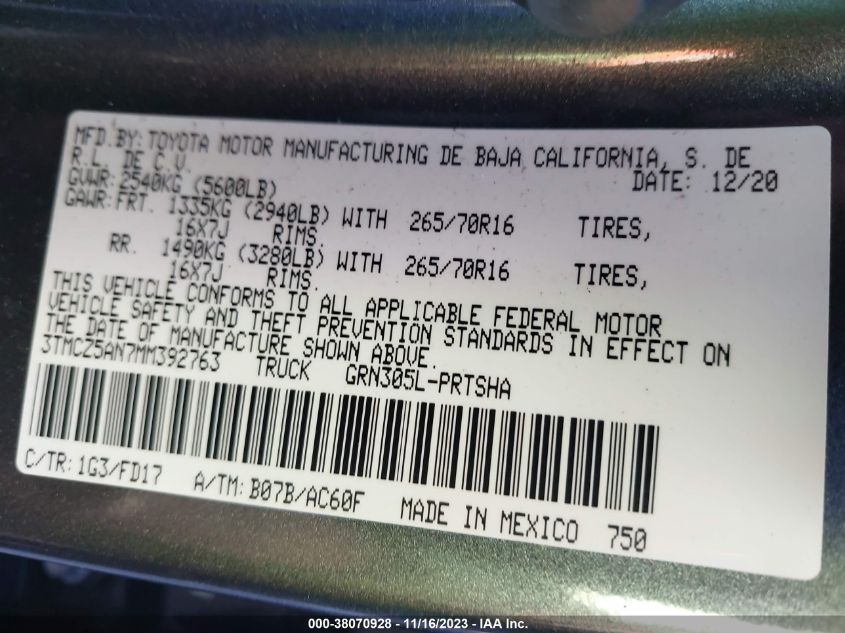 MFD.BY: TOYOTA MOTOR MANUFACTURING DE BAJA CALIFORNIA, S. DE
R.L. DE C.V. DATE: 12/20
GVWR: 2540KG (5600LB)
GAWR: FRT. 1335KG (2940LB) WITH 265/70R16 TIRES,
16X7J RIMS.
RR. 1490KG (3280LB) WITH 265/70R16 TIRES,
16X7J RIMS.
THIS VEHICLE CONFORMS TO ALL APPLICABLE FEDERAL MOTOR
VEHICLE SAFETY AND THEFT PREVENTION STANDARDS IN EFFECT ON
THE DATE OF MANUFACTURE SHOWN ABOVE.
3TMCZ5AN7MM392763 TRUCK GRN305L-PRTSHA
C/TR: 1G3/FD17 A/TM: B07B/AC60F MADE IN MEXICO 750
000-38070928 - 11/16/2023 - IAA Inc.